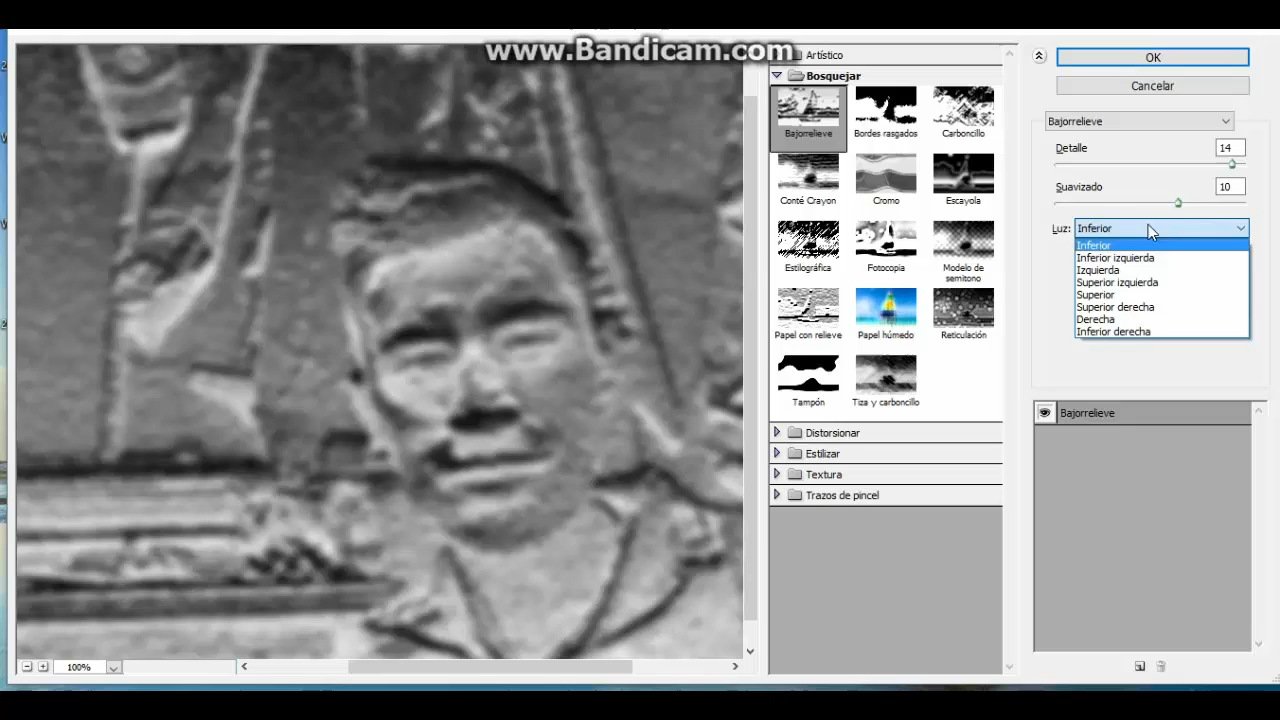 www.Bandicam.com
Artístico
Bosquejar
Bajorrelieve
Bordes rasgados
Carboncillo
Conté Crayon
Cromo
Escayola
Estilográfica
Fotocopia
Modelo de
semitono
Papel con relieve
Papel húmedo
Reticulación
Tampón
Tiza y carboncillo
Distorsionar
Estilizar
Textura
Trazos de pincel
100%
OK
Cancelar
Bajorrelieve
Detalle 14
Suavizado 10
Luz: Inferior
Inferior
Inferior izquierda
Izquierda
Superior izquierda
Superior
Superior derecha
Derecha
Inferior derecha
Bajorrelieve